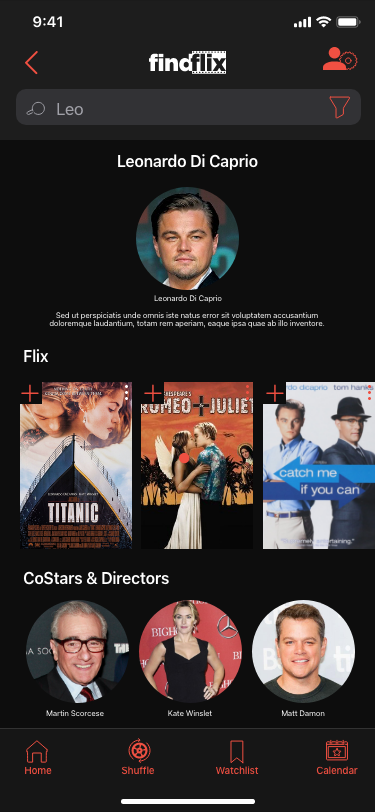 9:41
findflix
Leo
Leonardo Di Caprio
Leonardo Di Caprio
Sed ut perspiciatis unde omnis iste natus error sit voluptatem accusantium
doloremque laudantium, totam rem aperiam, eaque ipsa quae ab illo inventore.
Flix
TITANIC
ROMEO + JULIET
leonardo dicaprio tom hanks
catch me
if you can
CoStars & Directors
Martin Scorcese
Kate Winslet
Matt Damon
Home
Shuffle
Watchlist
Calendar